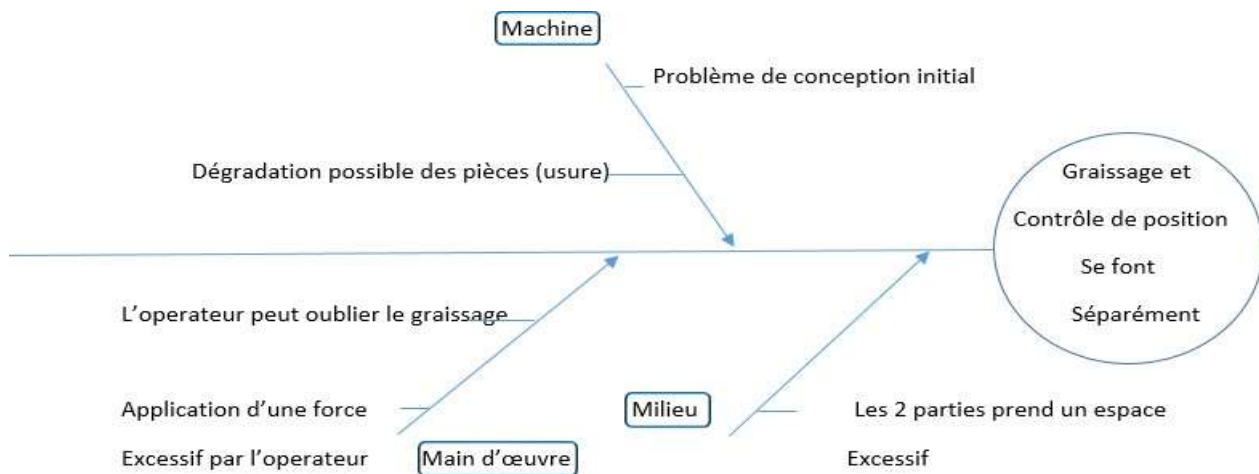 Machine
Problème de conception initial
Dégradation possible des pièces (usure)
Graissage et
Contrôle de position
Se font
Séparément
L’operateur peut oublier le graissage
Application d’une force
Excessif par l’operateur
Main d’œuvre
Milieu
Les 2 parties prend un espace
Excessif